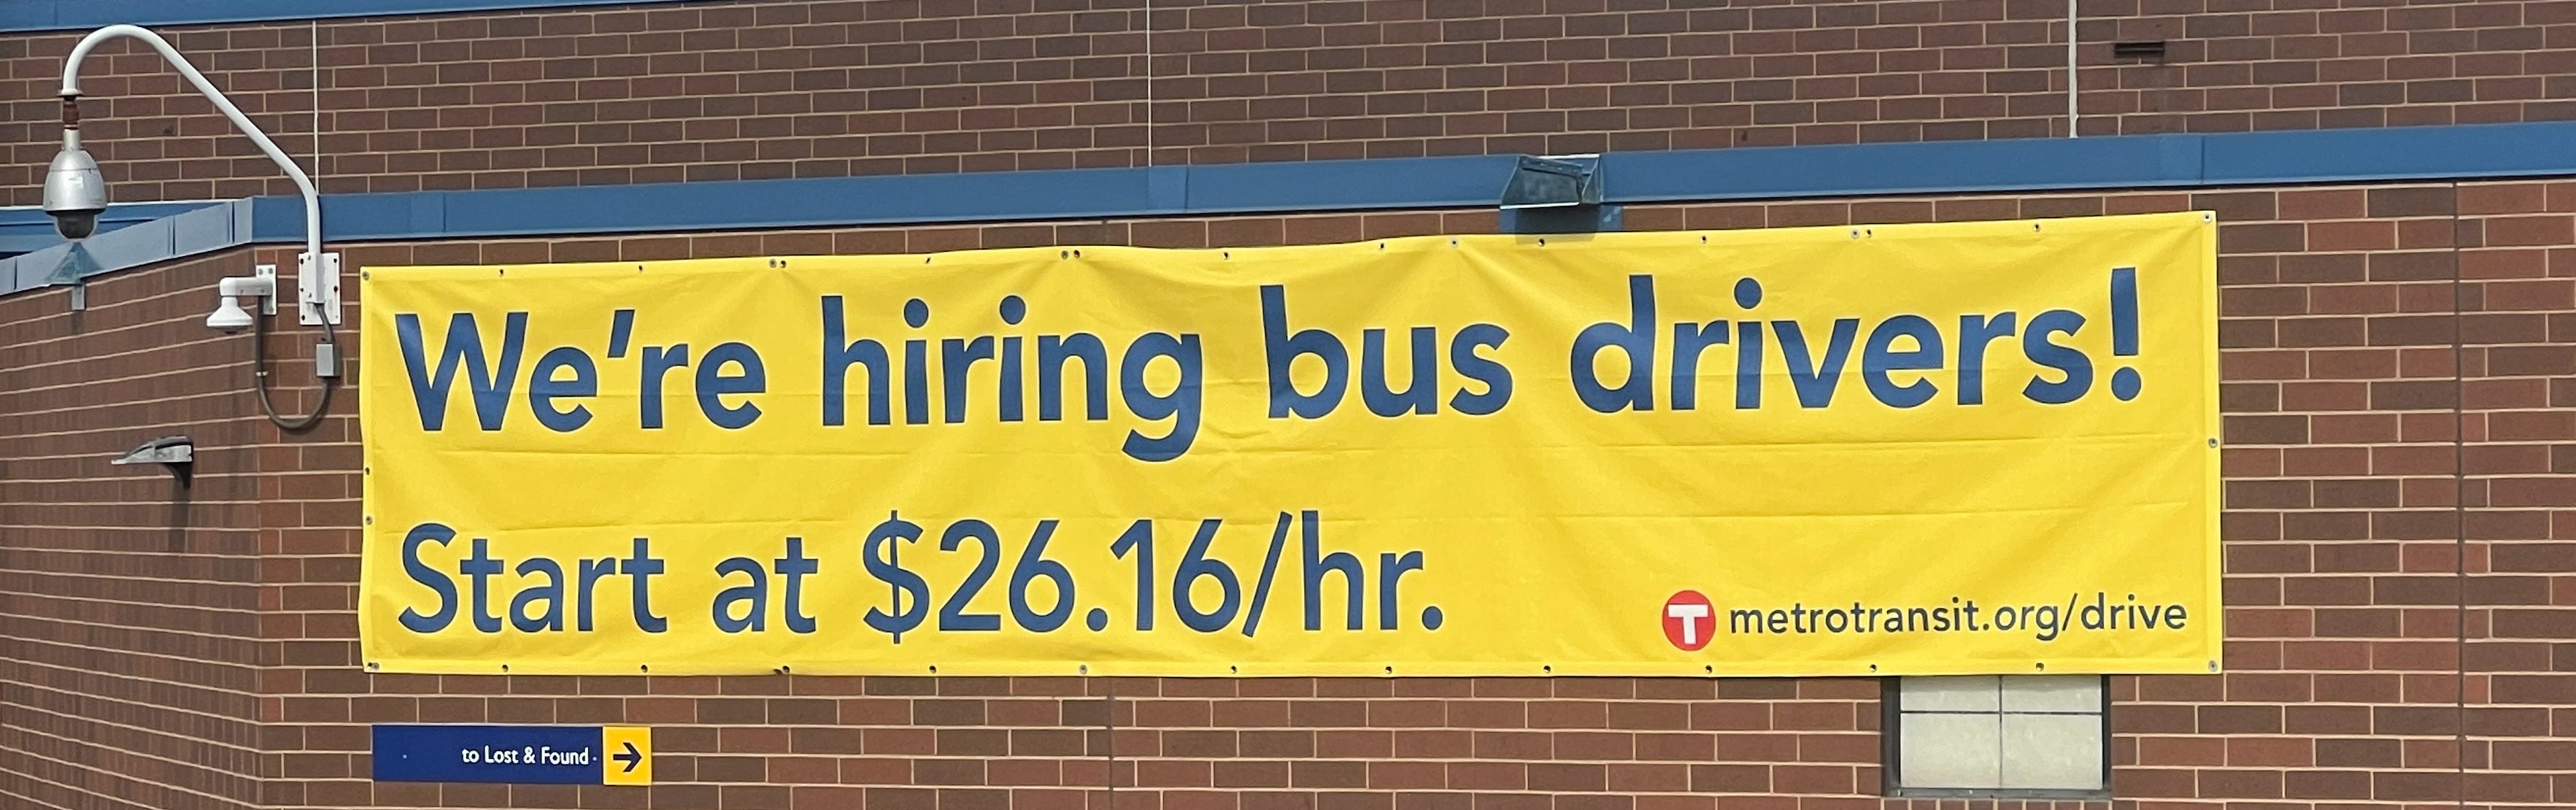 We're hiring bus drivers!
Start at $26.16/hr.
T metrotransit.org/drive
to Lost & Found